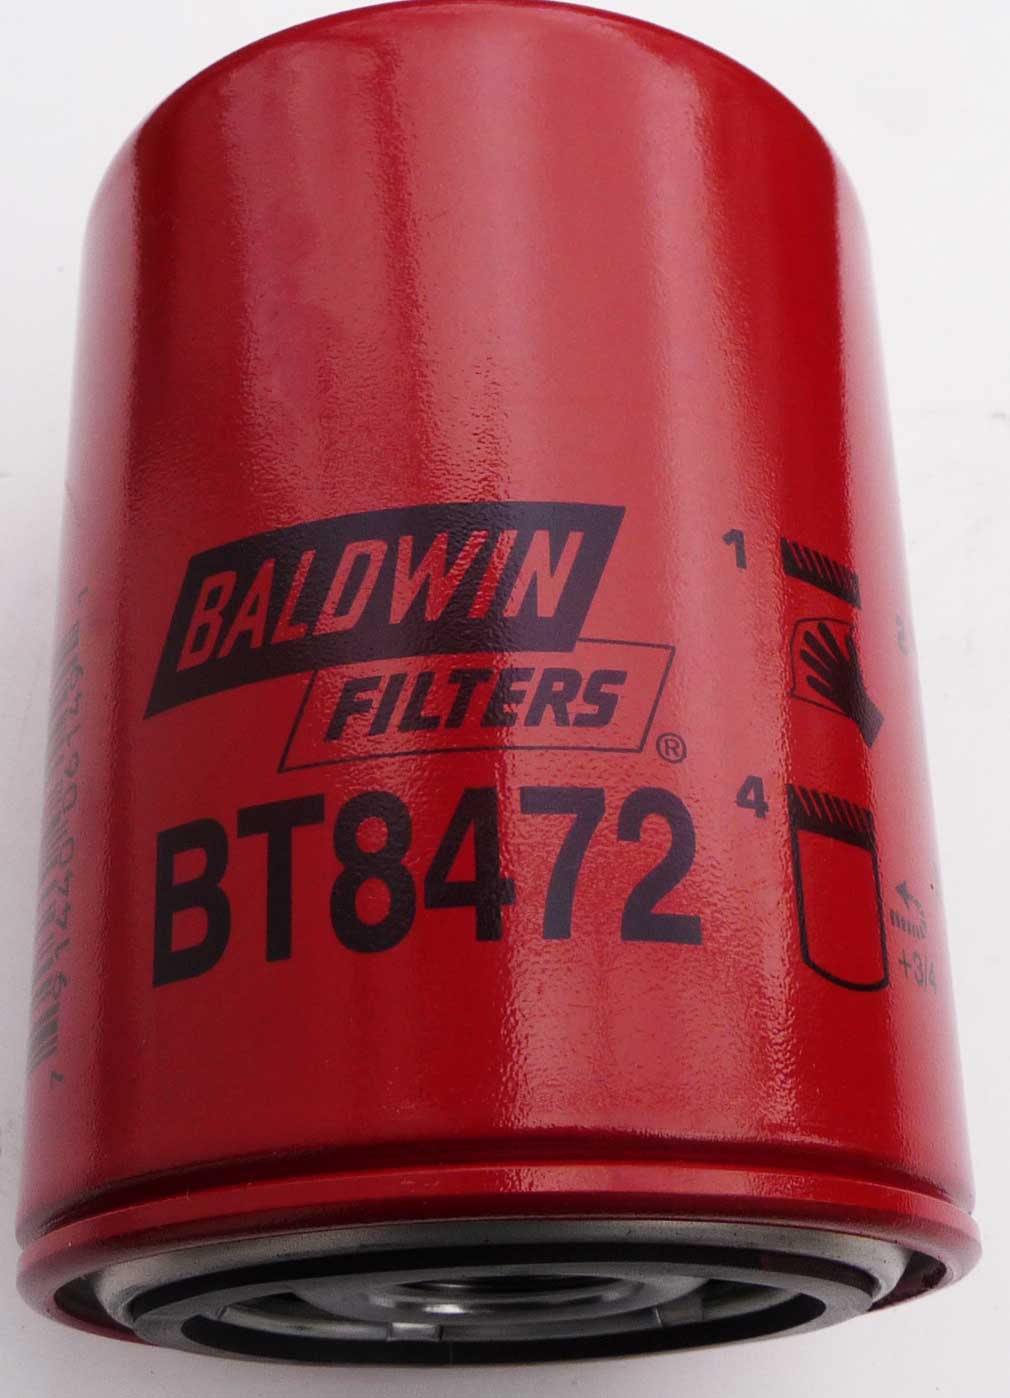 BALDWIN
FILTERS
®
BT8472
1
4
+3/4